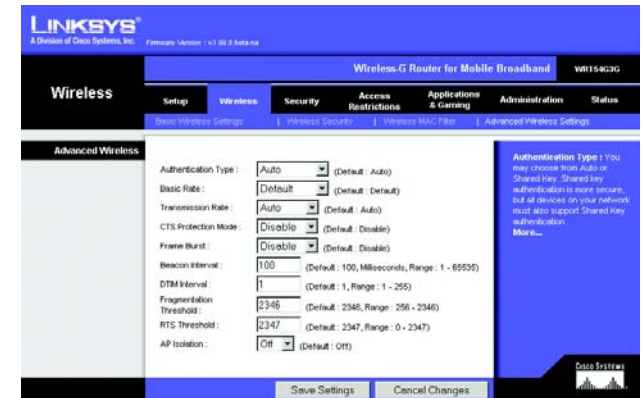 LINKSYS®
A Division of Cisco Systems, Inc.
Firmware Version : v1.00.9.beta-na
Wireless-G Router for Mobile Broadband WRT54G3G
Wireless
Setup Wireless Security Access Restrictions Applications & Gaming Administration Status
Basic Wireless Settings | Wireless Security | Wireless MAC Filter | Advanced Wireless Settings
Advanced Wireless
Authentication Type : Auto (Default : Auto)
Basic Rate : Default (Default : Default)
Transmission Rate : Auto (Default : Auto)
CTS Protection Mode : Disable (Default : Disable)
Frame Burst : Disable (Default : Disable)
Beacon Interval : 100 (Default : 100, Milliseconds, Range : 1 - 65535)
DTIM Interval : 1 (Default : 1, Range : 1 - 255)
Fragmentation
Threshold : 2346 (Default : 2346, Range : 256 - 2346)
RTS Threshold : 2347 (Default : 2347, Range : 0 - 2347)
AP Isolation : Off (Default : Off)
Authentication Type : You
may choose from Auto or
Shared Key. Shared key
authentication is more secure,
but all devices on your network
must also support Shared Key
authentication.
More...
Save Settings Cancel Changes
Cisco Systems